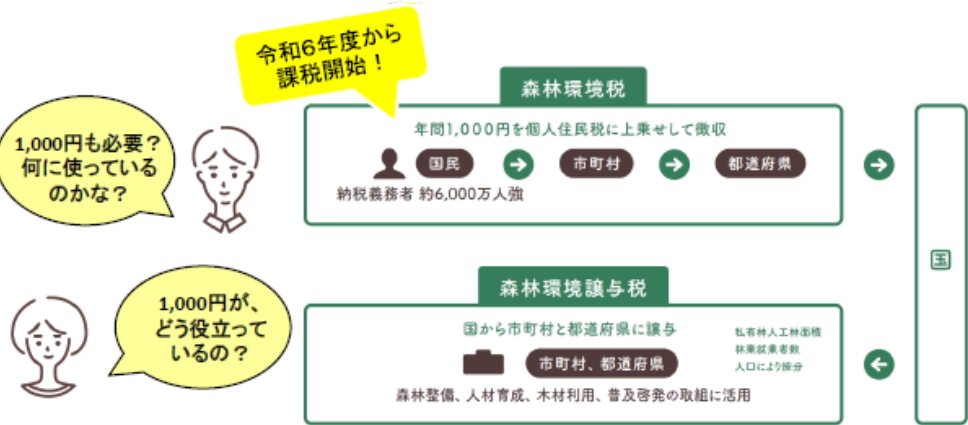 令和6年度から
課税開始！
森林環境税
年間1,000円を個人住民税に上乗せして徴収
国民
市町村
都道府県
納税義務者 約6,000万人強
1,000円も必要？
何に使っている
のかな？
国
森林環境譲与税
国から市町村と都道府県に譲与
市町村、都道府県
私有林人工林面積
林業就業者数
人口により按分
森林整備、人材育成、木材利用、普及啓発の取組に活用
1,000円が、
どう役立って
いるの？